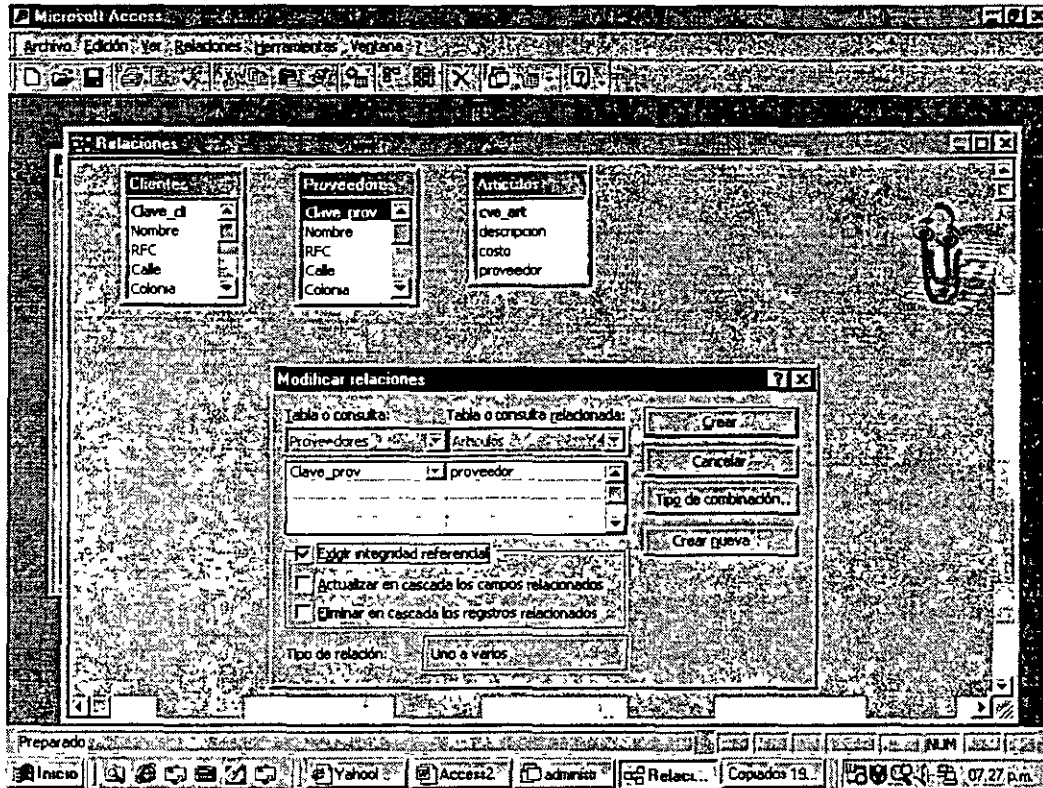 Microsoft Access
Archivo Edición Ver Relaciones Herramientas Ventana ?
Relaciones
Clientes
Clave_cli
Nombre
RFC
Calle
Colonia
Proveedores
Clave_prov
Nombre
RFC
Calle
Colonia
Articulos
cve_art
descripcion
costo
proveedor
Modificar relaciones
Tabla o consulta: Tabla o consulta relacionada:
Proveedores Articulos
Clave_prov proveedor
Exigir integridad referencial
Actualizar en cascada los campos relacionados
Eliminar en cascada los registros relacionados
Tipo de relación: Uno a varios
Crear
Cancelar
Tipo de combinación...
Crear nueva
Preparado NUM
Inicio Yahoo! Access2 administr Relaci... Copiados 19... 07.27 p.m.